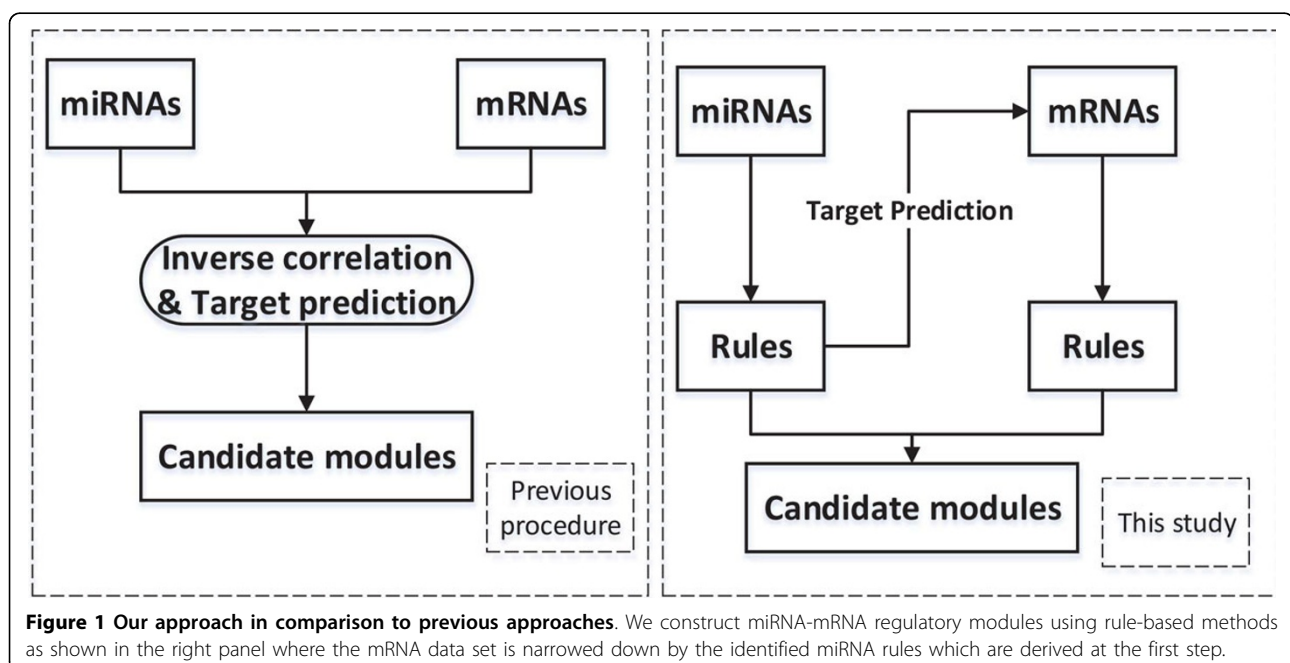 miRNAs
mRNAs
Inverse correlation
& Target prediction
Candidate modules
Previous
procedure
miRNAs
mRNAs
Target Prediction
Rules
Rules
Candidate modules
This study
Figure 1 Our approach in comparison to previous approaches. We construct miRNA-mRNA regulatory modules using rule-based methods
as shown in the right panel where the mRNA data set is narrowed down by the identified miRNA rules which are derived at the first step.